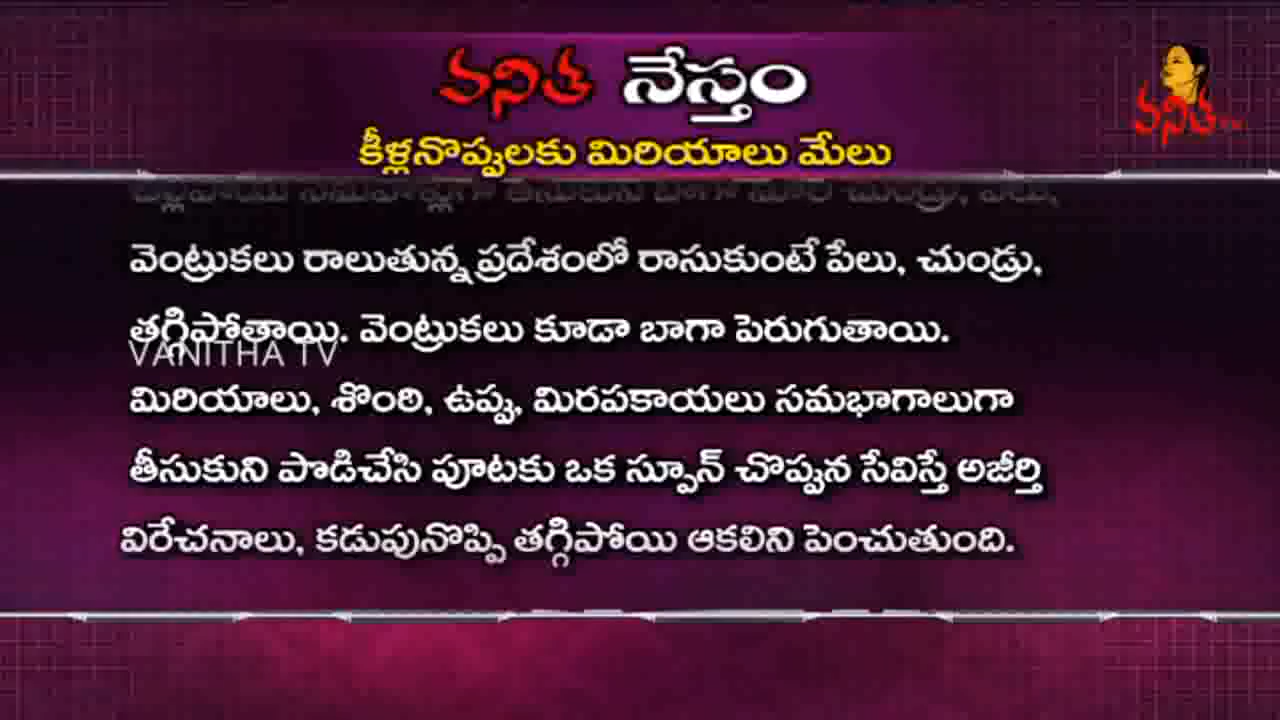 వనిత నేస్తం
వనిత
కీళ్లనొప్పులకు మిరియాలు మేలు
వెంట్రుకలు రాలుతున్న ప్రదేశంలో రాసుకుంటే పేలు, చుండ్రు,
తగ్గిపోతాయి. వెంట్రుకలు కూడా బాగా పెరుగుతాయి.
VANITHA TV
మిరియాలు, శొంఠి, ఉప్పు, మిరపకాయలు సమభాగాలుగా
తీసుకుని పొడిచేసి పూటకు ఒక స్పూన్ చొప్పున సేవిస్తే అజీర్తి
విరేచనాలు, కడుపునొప్పి తగ్గిపోయి ఆకలిని పెంచుతుంది.